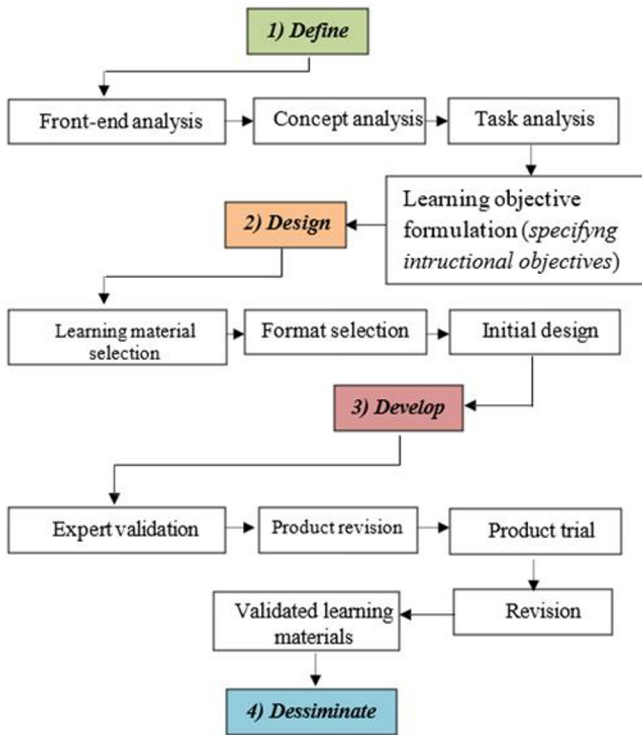 1) Define
Front-end analysis
Concept analysis
Task analysis
Learning objective
formulation (specifyng
intructional objectives)
2) Design
Learning material
selection
Format selection
Initial design
3) Develop
Expert validation
Product revision
Product trial
Revision
Validated learning
materials
4) Dessiminate